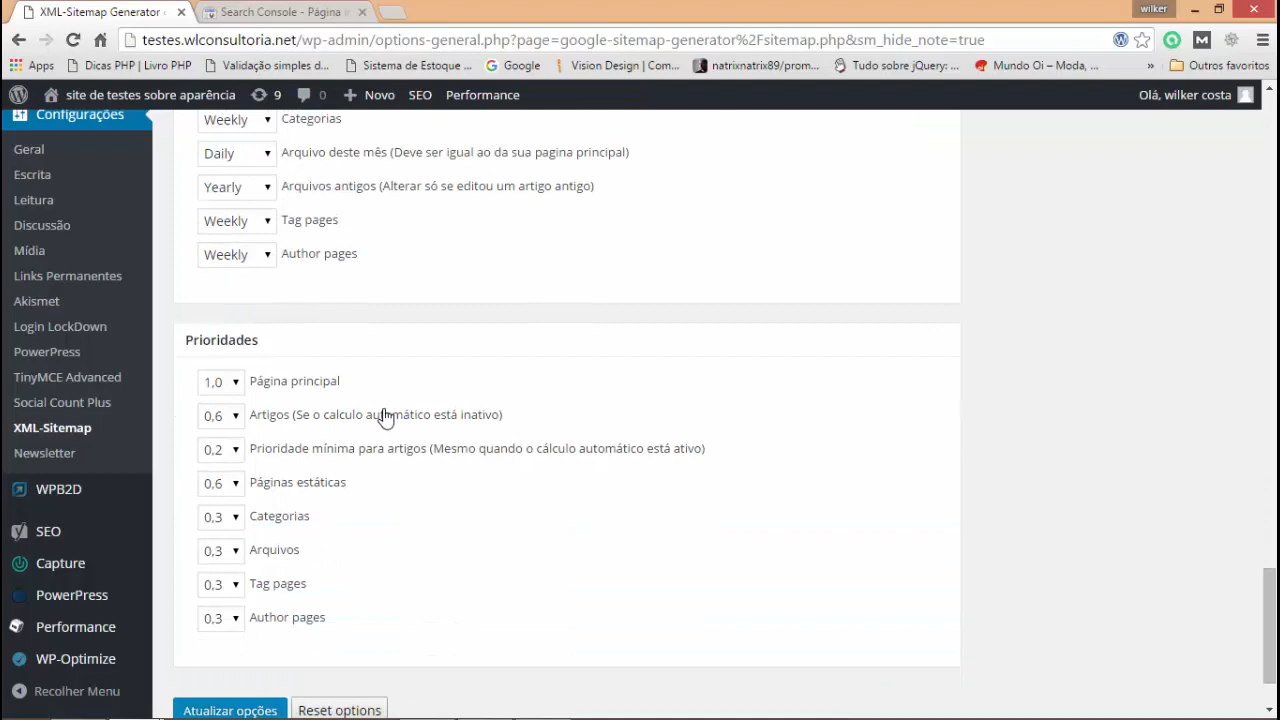 XML-Sitemap Generator
Search Console - Página i
wilker
testes.wlconsultoria.net/wp-admin/options-general.php?page=google-sitemap-generator%2Fsitemap.php&sm_hide_note=true
Apps
Dicas PHP | Livro PHP
Validação simples d...
Sistema de Estoque ...
Google
Vision Design | Com...
natrixnatrix89/prom...
Tudo sobre jQuery: ...
Mundo Oi – Moda, ...
»
Outros favoritos
site de testes sobre aparência
9
0
Novo
SEO
Performance
Olá, wilker costa
Configurações
Geral
Escrita
Leitura
Discussão
Mídia
Links Permanentes
Akismet
Login LockDown
PowerPress
TinyMCE Advanced
Social Count Plus
XML-Sitemap
Newsletter
WPB2D
SEO
Capture
PowerPress
Performance
WP-Optimize
Recolher Menu
Weekly Categorias
Daily Arquivo deste mês (Deve ser igual ao da sua pagina principal)
Yearly Arquivos antigos (Alterar só se editou um artigo antigo)
Weekly Tag pages
Weekly Author pages
Prioridades
1,0 Página principal
0,6 Artigos (Se o calculo automático está inativo)
0,2 Prioridade mínima para artigos (Mesmo quando o cálculo automático está ativo)
0,6 Páginas estáticas
0,3 Categorias
0,3 Arquivos
0,3 Tag pages
0,3 Author pages
Atualizar opções
Reset options